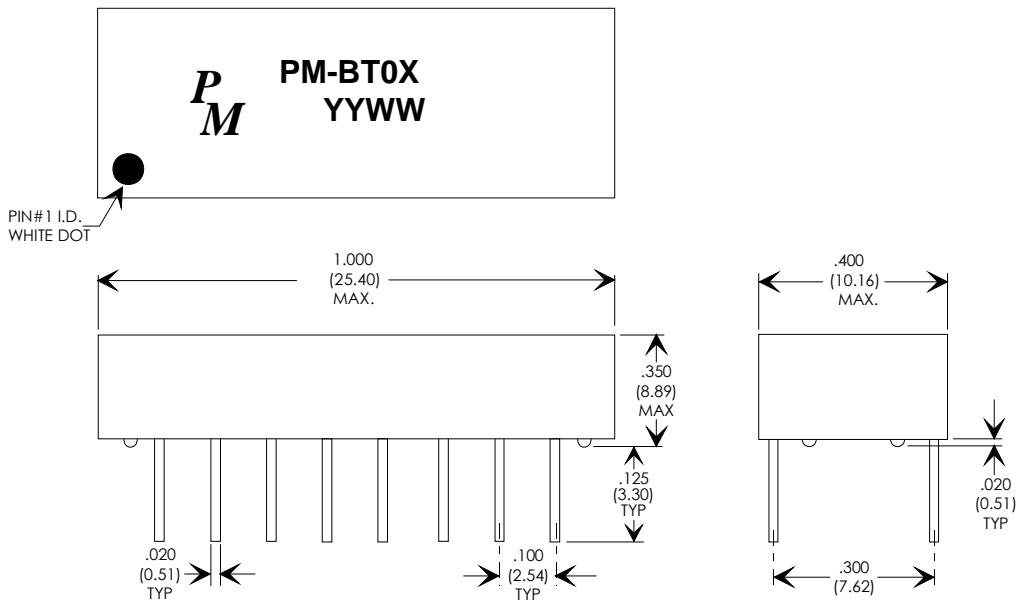 P
M
PM-BT0X
YYWW
PIN#1 I.D.
WHITE DOT
1.000
(25.40)
MAX.
.400
(10.16)
MAX.
.350
(8.89)
MAX
.125
(3.30)
TYP
.020
(0.51)
TYP
.020
(0.51)
TYP
.100
(2.54)
TYP
.300
(7.62)